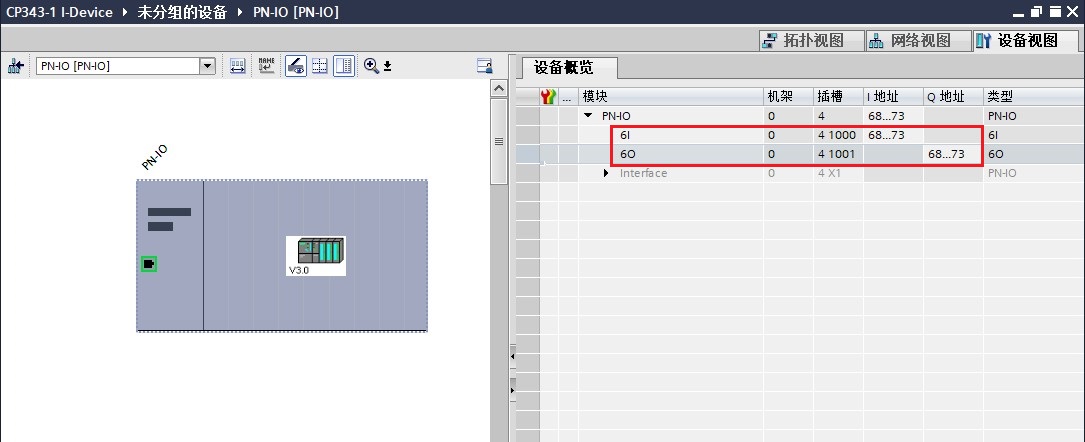 CP343-1 I-Device ▸ 未分组的设备 ▸ PN-IO [PN-IO]
拓扑视图 网络视图 设备视图
PN-IO [PN-IO]
NAME
设备概览
... 模块 机架 插槽 I 地址 Q 地址 类型
PN-IO 0 4 68...73 PN-IO
6I 0 4 1000 68...73 6I
6O 0 4 1001 68...73 6O
Interface 0 4 X1 PN-IO
PN-IO
V3.0